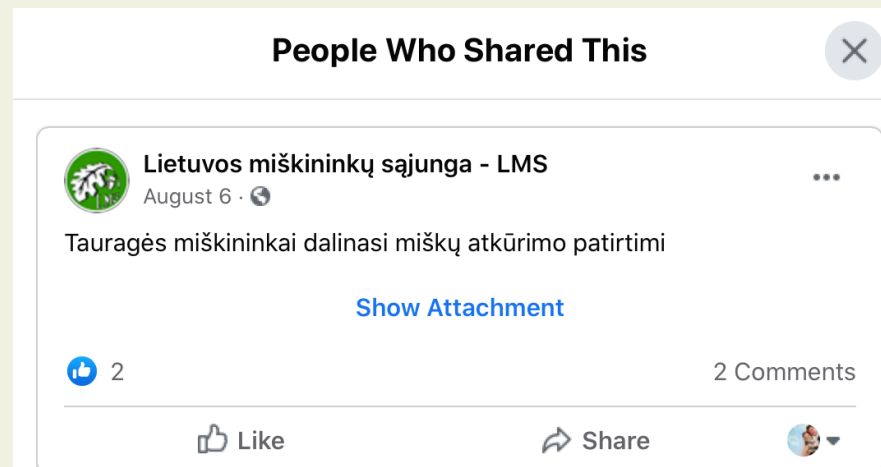 People Who Shared This
Lietuvos miškininkų sąjunga - LMS
August 6 ·
Tauragės miškininkai dalinasi miškų atkūrimo patirtimi
Show Attachment
2
2 Comments
Like
Share